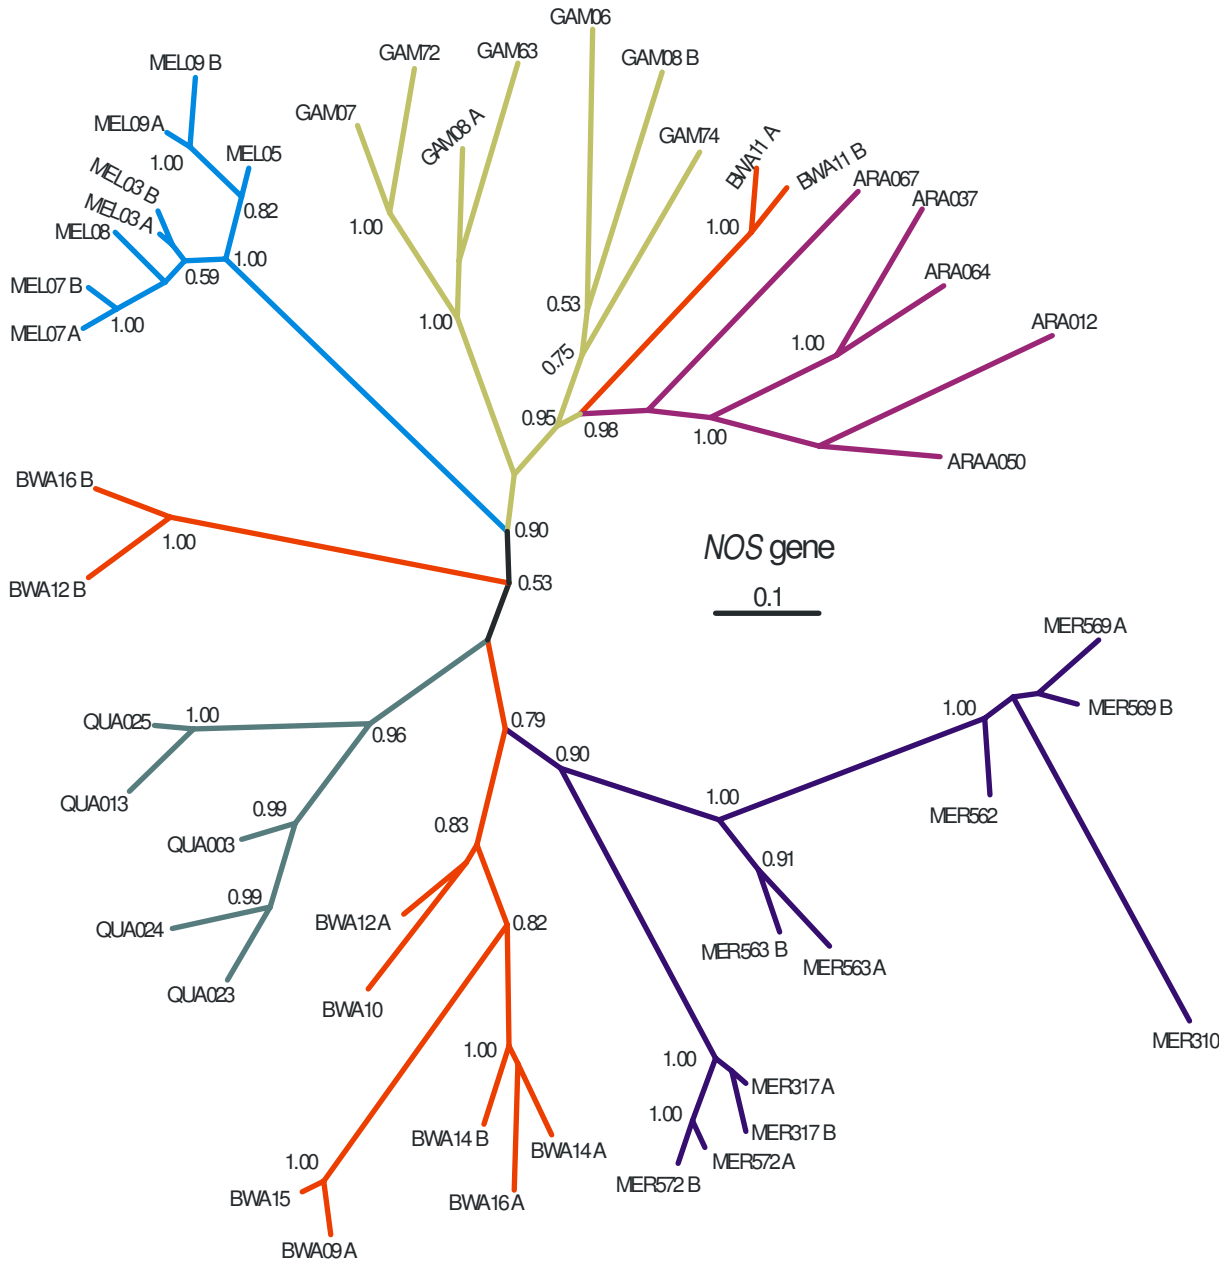 GAM06
MEL09 B
GAM72
GAM63
GAM08 B
GAM07
MEL09 A
GAM08 A
GAM74
1.00
MEL05
BWA11 A
BWA11 B
ARA067
ARA037
MEL03 B
MEL03 A
0.82
MEL08
1.00
1.00
1.00
0.59
ARA064
MEL07 B
MEL07 A
1.00
1.00
0.53
0.75
1.00
ARA012
0.95
0.98
1.00
ARAA050
BWA16 B
1.00
BWA12 B
0.90
0.53
NOS gene
0.1
MER569 A
MER569 B
QUA025
1.00
0.96
0.79
1.00
0.90
QUA013
1.00
MER562
0.99
QUA003
0.83
0.91
0.99
QUA024
BWA12 A
0.82
MER563 B
MER563 A
QUA023
BWA10
MER310
1.00
1.00
MER317 A
1.00
MER317 B
BWA14 B
BWA14 A
MER572 A
MER572 B
1.00
BWA15
BWA16 A
BWA09 A